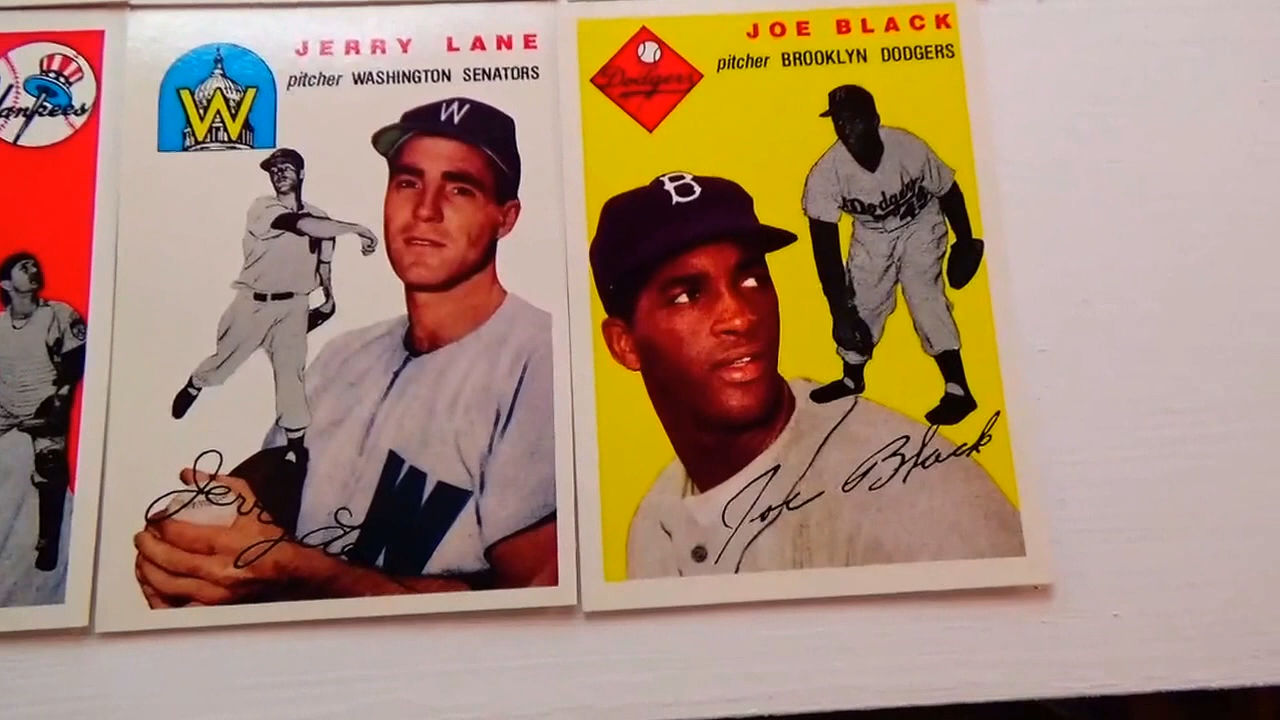 Yankees
JERRY LANE
pitcher WASHINGTON SENATORS
W
W
Jerry Lane
W
JOE BLACK
pitcher BROOKLYN DODGERS
Dodgers
B
Dodgers
Joe Black